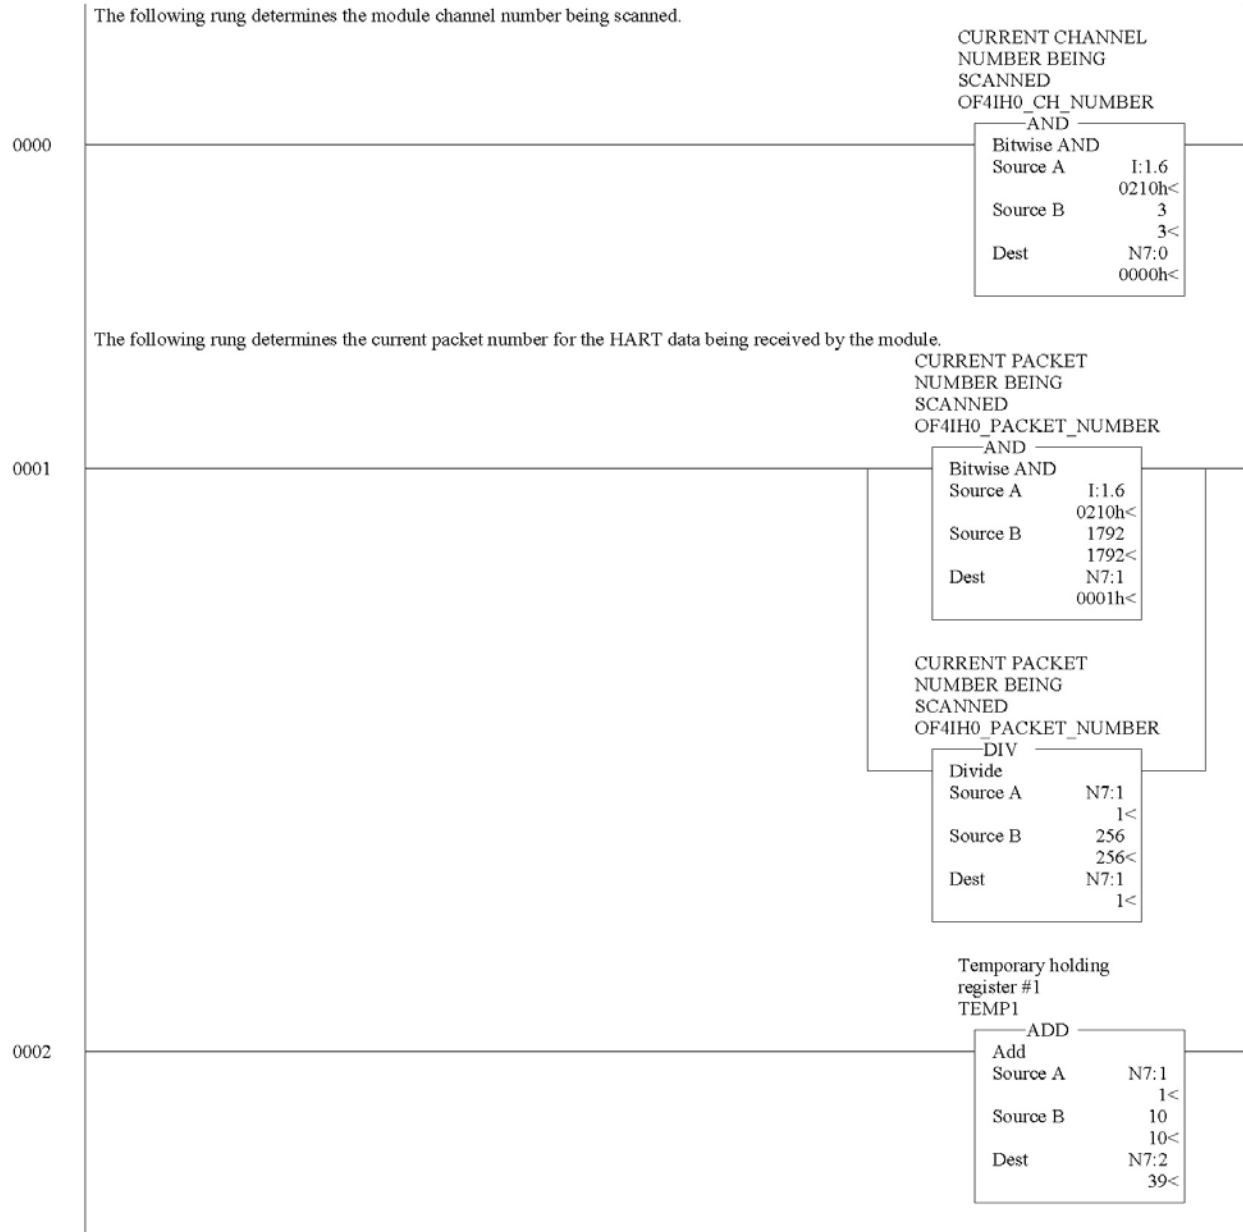 The following rung determines the module channel number being scanned.
CURRENT CHANNEL
NUMBER BEING
SCANNED
OF4IH0_CH_NUMBER
AND
0000
Bitwise AND
Source A I:1.6
0210h<
Source B 3
3<
Dest N7:0
0000h<
The following rung determines the current packet number for the HART data being received by the module.
CURRENT PACKET
NUMBER BEING
SCANNED
OF4IH0_PACKET_NUMBER
AND
0001
Bitwise AND
Source A I:1.6
0210h<
Source B 1792
1792<
Dest N7:1
0001h<
CURRENT PACKET
NUMBER BEING
SCANNED
OF4IH0_PACKET_NUMBER
DIV
Divide
Source A N7:1
1<
Source B 256
256<
Dest N7:1
1<
Temporary holding
register #1
TEMP1
ADD
0002
Add
Source A N7:1
1<
Source B 10
10<
Dest N7:2
39<